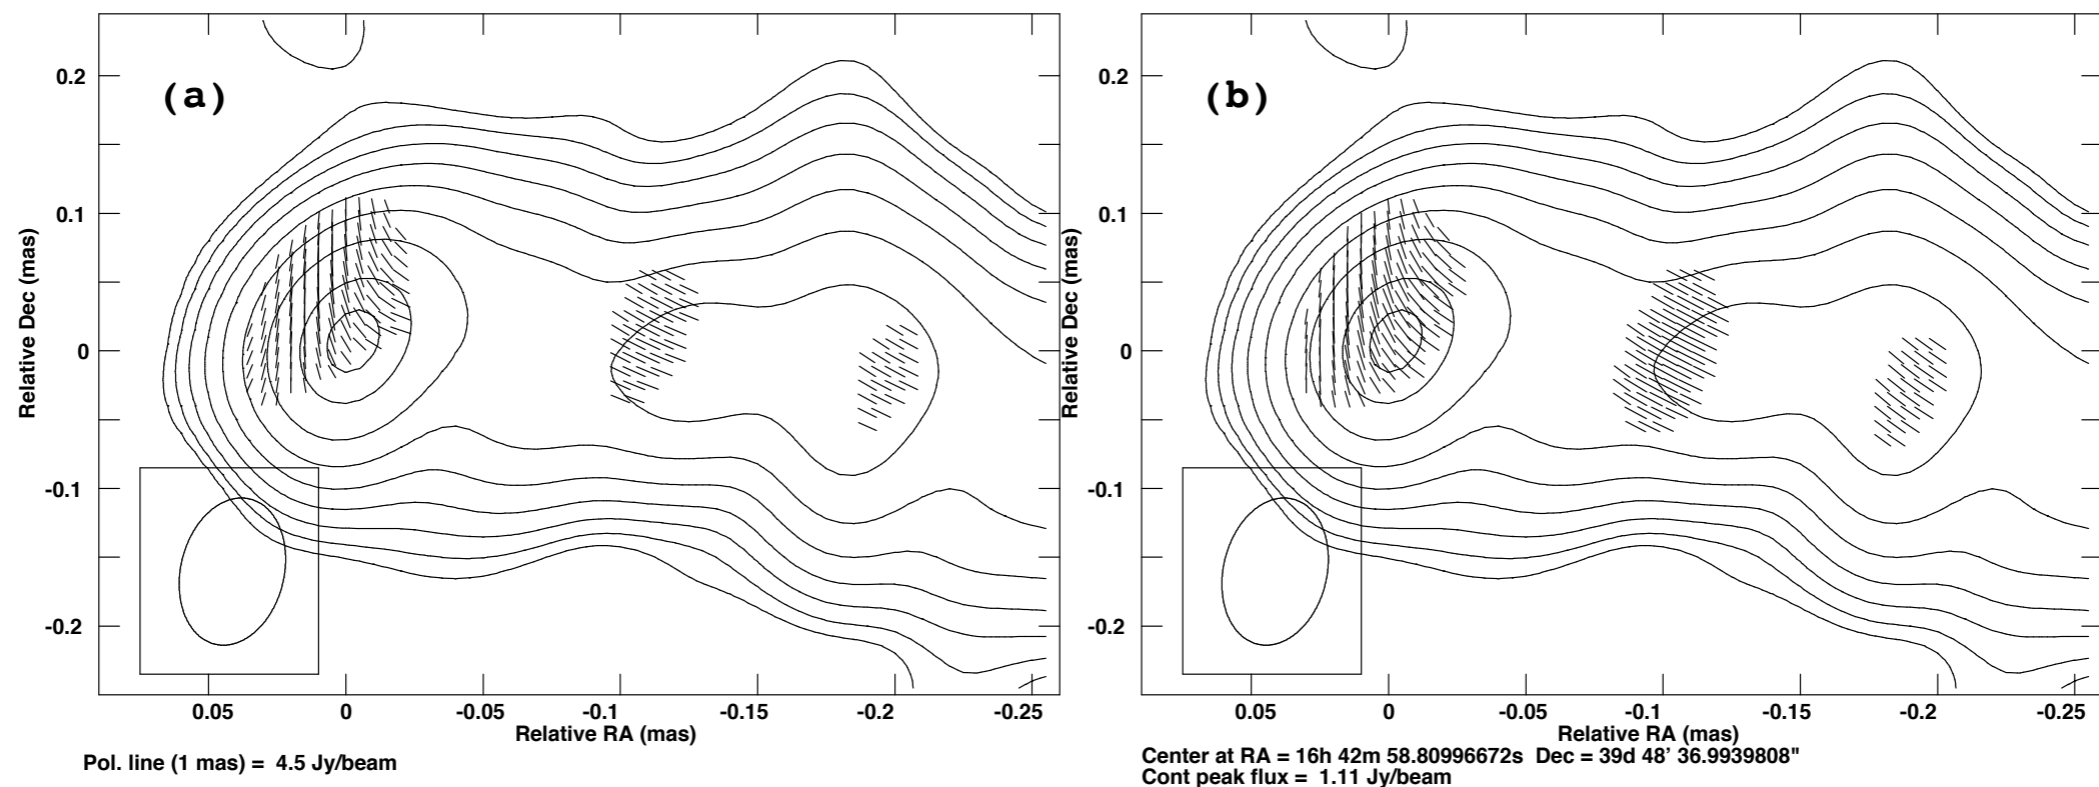 (a)
0.2
0.1
0
-0.1
-0.2
Relative Dec (mas)
0.05 0 -0.05 -0.1 -0.15 -0.2 -0.25
Relative RA (mas)
Pol. line (1 mas) = 4.5 Jy/beam
(b)
0.2
0.1
0
-0.1
-0.2
Relative Dec (mas)
0.05 0 -0.05 -0.1 -0.15 -0.2 -0.25
Relative RA (mas)
Center at RA = 16h 42m 58.80996672s Dec = 39d 48' 36.9939808"
Cont peak flux = 1.11 Jy/beam